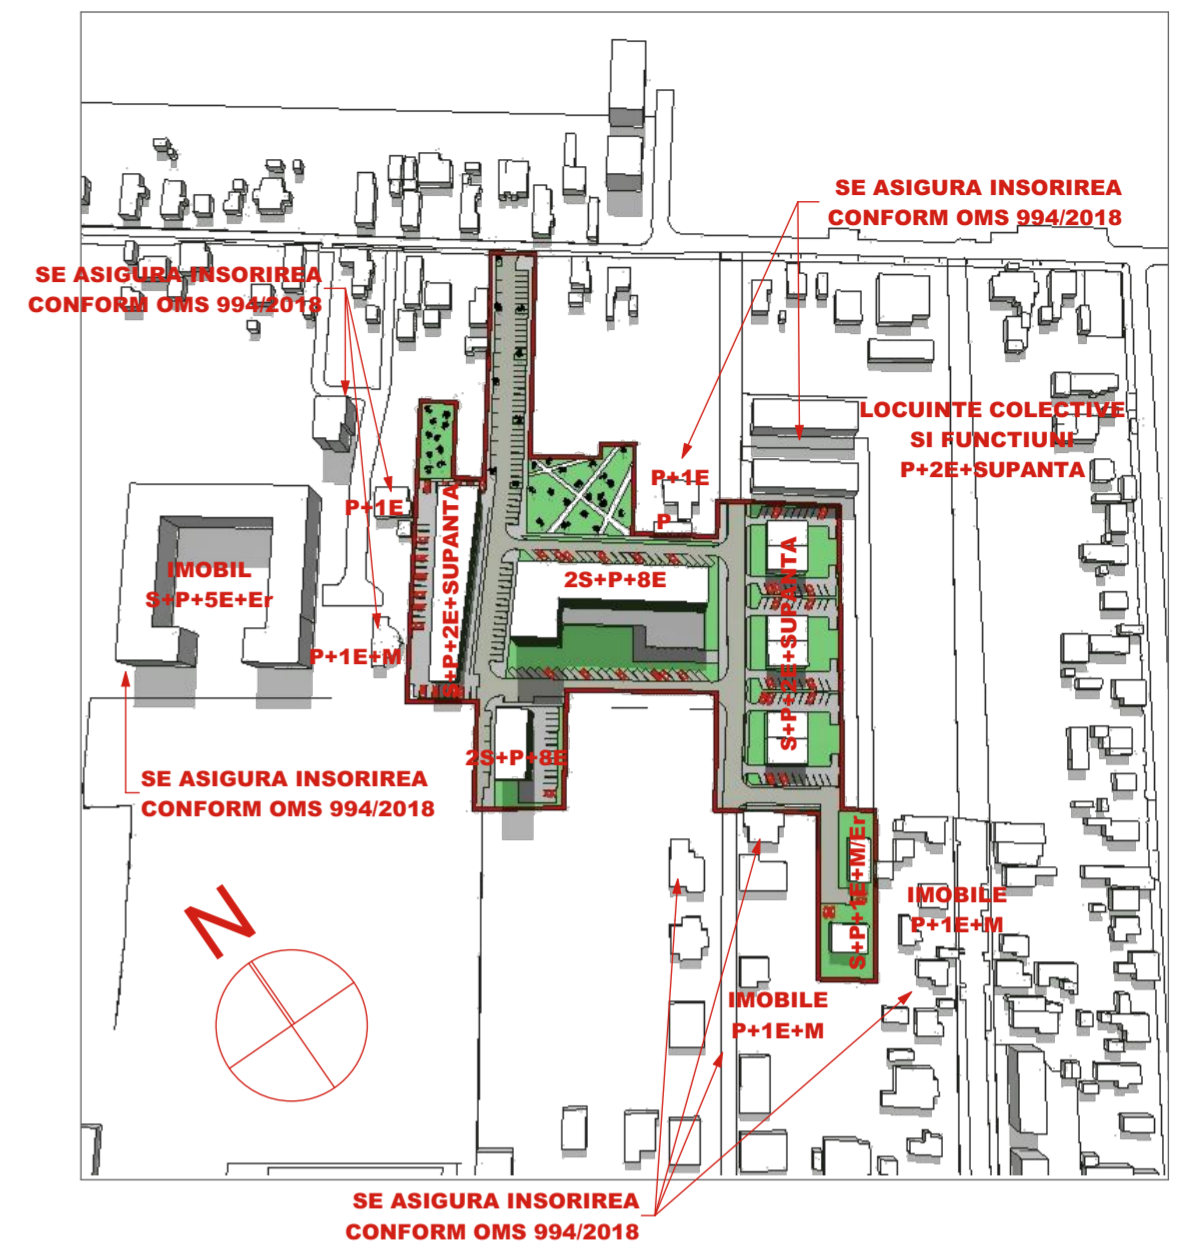 SE ASIGURA INSORIREA
CONFORM OMS 994/2018
SE ASIGURA INSORIREA
CONFORM OMS 994/2018
LOCUINTE COLECTIVE
SI FUNCTIUNI
P+2E+SUPANTA
P+1E
P
P+1E
S+P+2E+SUPANTA
2S+P+8E
S+P+2E+SUPANTA
IMOBIL
S+P+5E+Er
P+1E+M
2S+P+8E
SE ASIGURA INSORIREA
CONFORM OMS 994/2018
S+P+1E+M/Er
IMOBILE
P+1E+M
N
IMOBILE
P+1E+M
SE ASIGURA INSORIREA
CONFORM OMS 994/2018